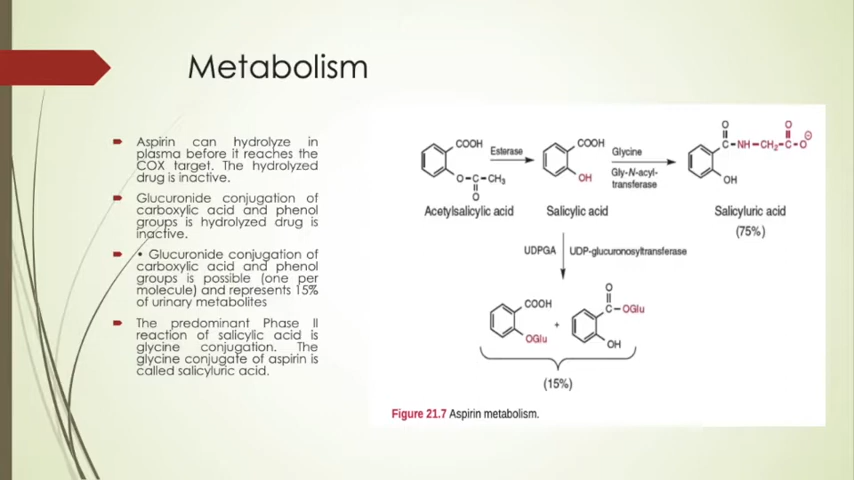 Metabolism
Aspirin can hydrolyze in
plasma before it reaches the
COX target. The hydrolyzed
drug is inactive.
Glucuronide conjugation of
carboxylic acid and phenol
groups is hydrolyzed drug is
inactive.
• Glucuronide conjugation of
carboxylic acid and phenol
groups is possible (one per
molecule) and represents 15%
of urinary metabolites
The predominant Phase II
reaction of salicylic acid is
glycine conjugation. The
glycine conjugate of aspirin is
called salicyluric acid.
COOH
O-C-CH₃
O
Acetylsalicylic acid
Esterase
COOH
OH
Salicylic acid
Glycine
Gly-N-acyl-
transferase
O O
C-NH-CH₂-C-O⊖
OH
Salicyluric acid
(75%)
UDPGA UDP-glucuronosyltransferase
COOH
OGlu
+
O
C-OGlu
OH
(15%)
Figure 21.7 Aspirin metabolism.